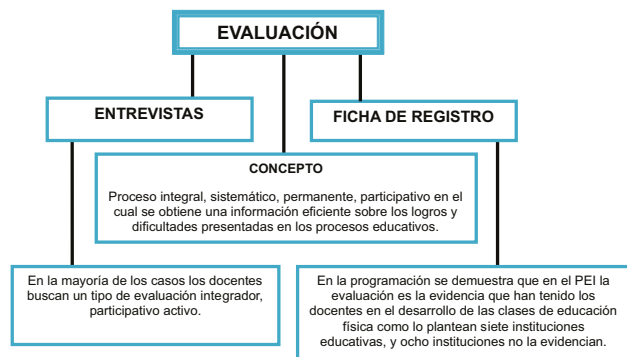 EVALUACIÓN
ENTREVISTAS
FICHA DE REGISTRO
CONCEPTO
Proceso integral, sistemático, permanente, participativo en el
cual se obtiene una información eficiente sobre los logros y
dificultades presentadas en los procesos educativos.
En la mayoría de los casos los docentes
buscan un tipo de evaluación integrador,
participativo activo.
En la programación se demuestra que en el PEI la
evaluación es la evidencia que han tenido los
docentes en el desarrollo de las clases de educación
física como lo plantean siete instituciones
educativas, y ocho instituciones no la evidencian.